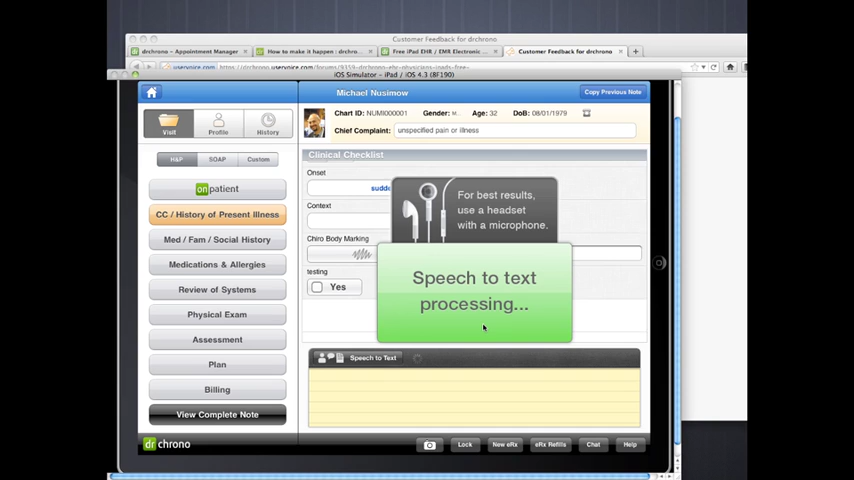 Customer Feedback for drchrono
drchrono – Appointment Manager
How to make it happen | drchron...
Free iPad EHR / EMR Electronic ...
Customer Feedback for drchrono
iOS Simulator – iPad / iOS 4.3 (8F190)
Michael Nusimow
Copy Previous Note
Visit
Profile
History
Chart ID: NUMI000001 Gender: M.. Age: 32 DoB: 08/01/1979
Chief Complaint: unspecified pain or illness
H&P
SOAP
Custom
Clinical Checklist
onpatient
CC / History of Present Illness
Med / Fam / Social History
Medications & Allergies
Review of Systems
Physical Exam
Assessment
Plan
Billing
View Complete Note
Onset
Context
Chiro Body Marking
testing
Yes
For best results,
use a headset
with a microphone.
Speech to text
processing...
Speech to Text
drchrono
Lock
New eRx
eRx Refills
Chat
Help